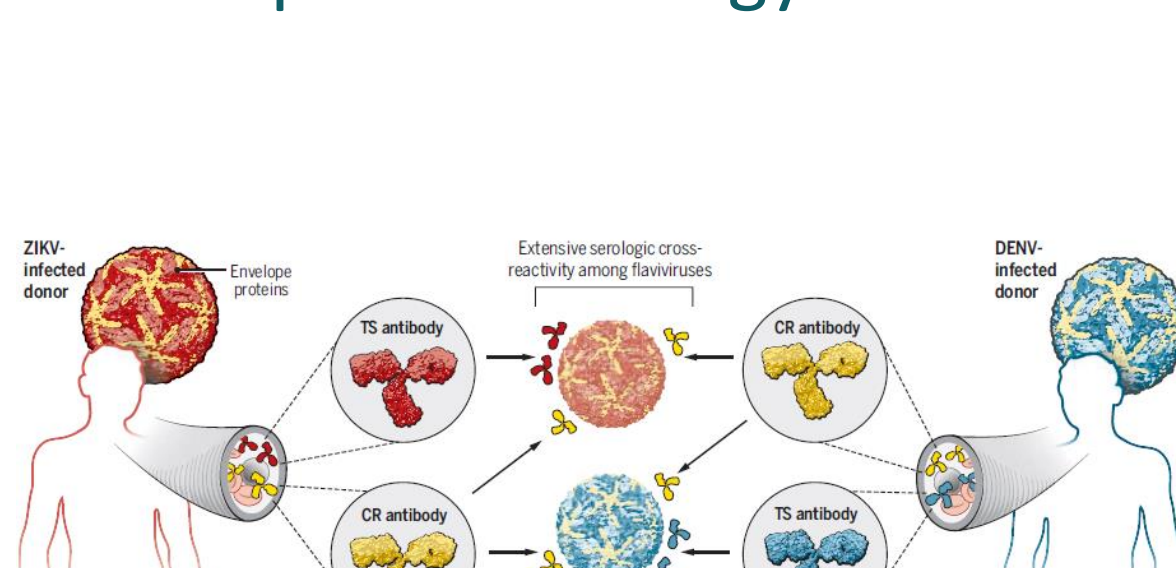 ZIKV-
infected
donor
Envelope
proteins
Extensive serologic cross-
reactivity among flaviviruses
DENV-
infected
donor
TS antibody
CR antibody
CR antibody
TS antibody